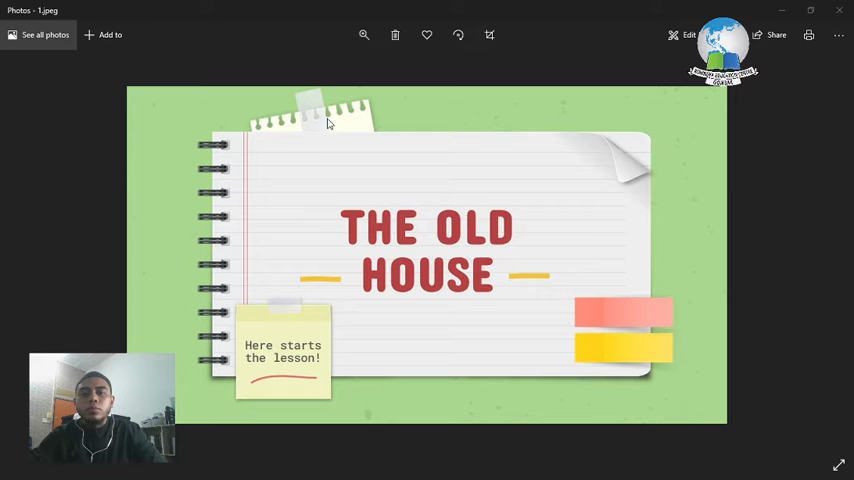 Photos - 1.jpeg
See all photos
Add to
Edit
Share
THE OLD
HOUSE
Here starts
the lesson!